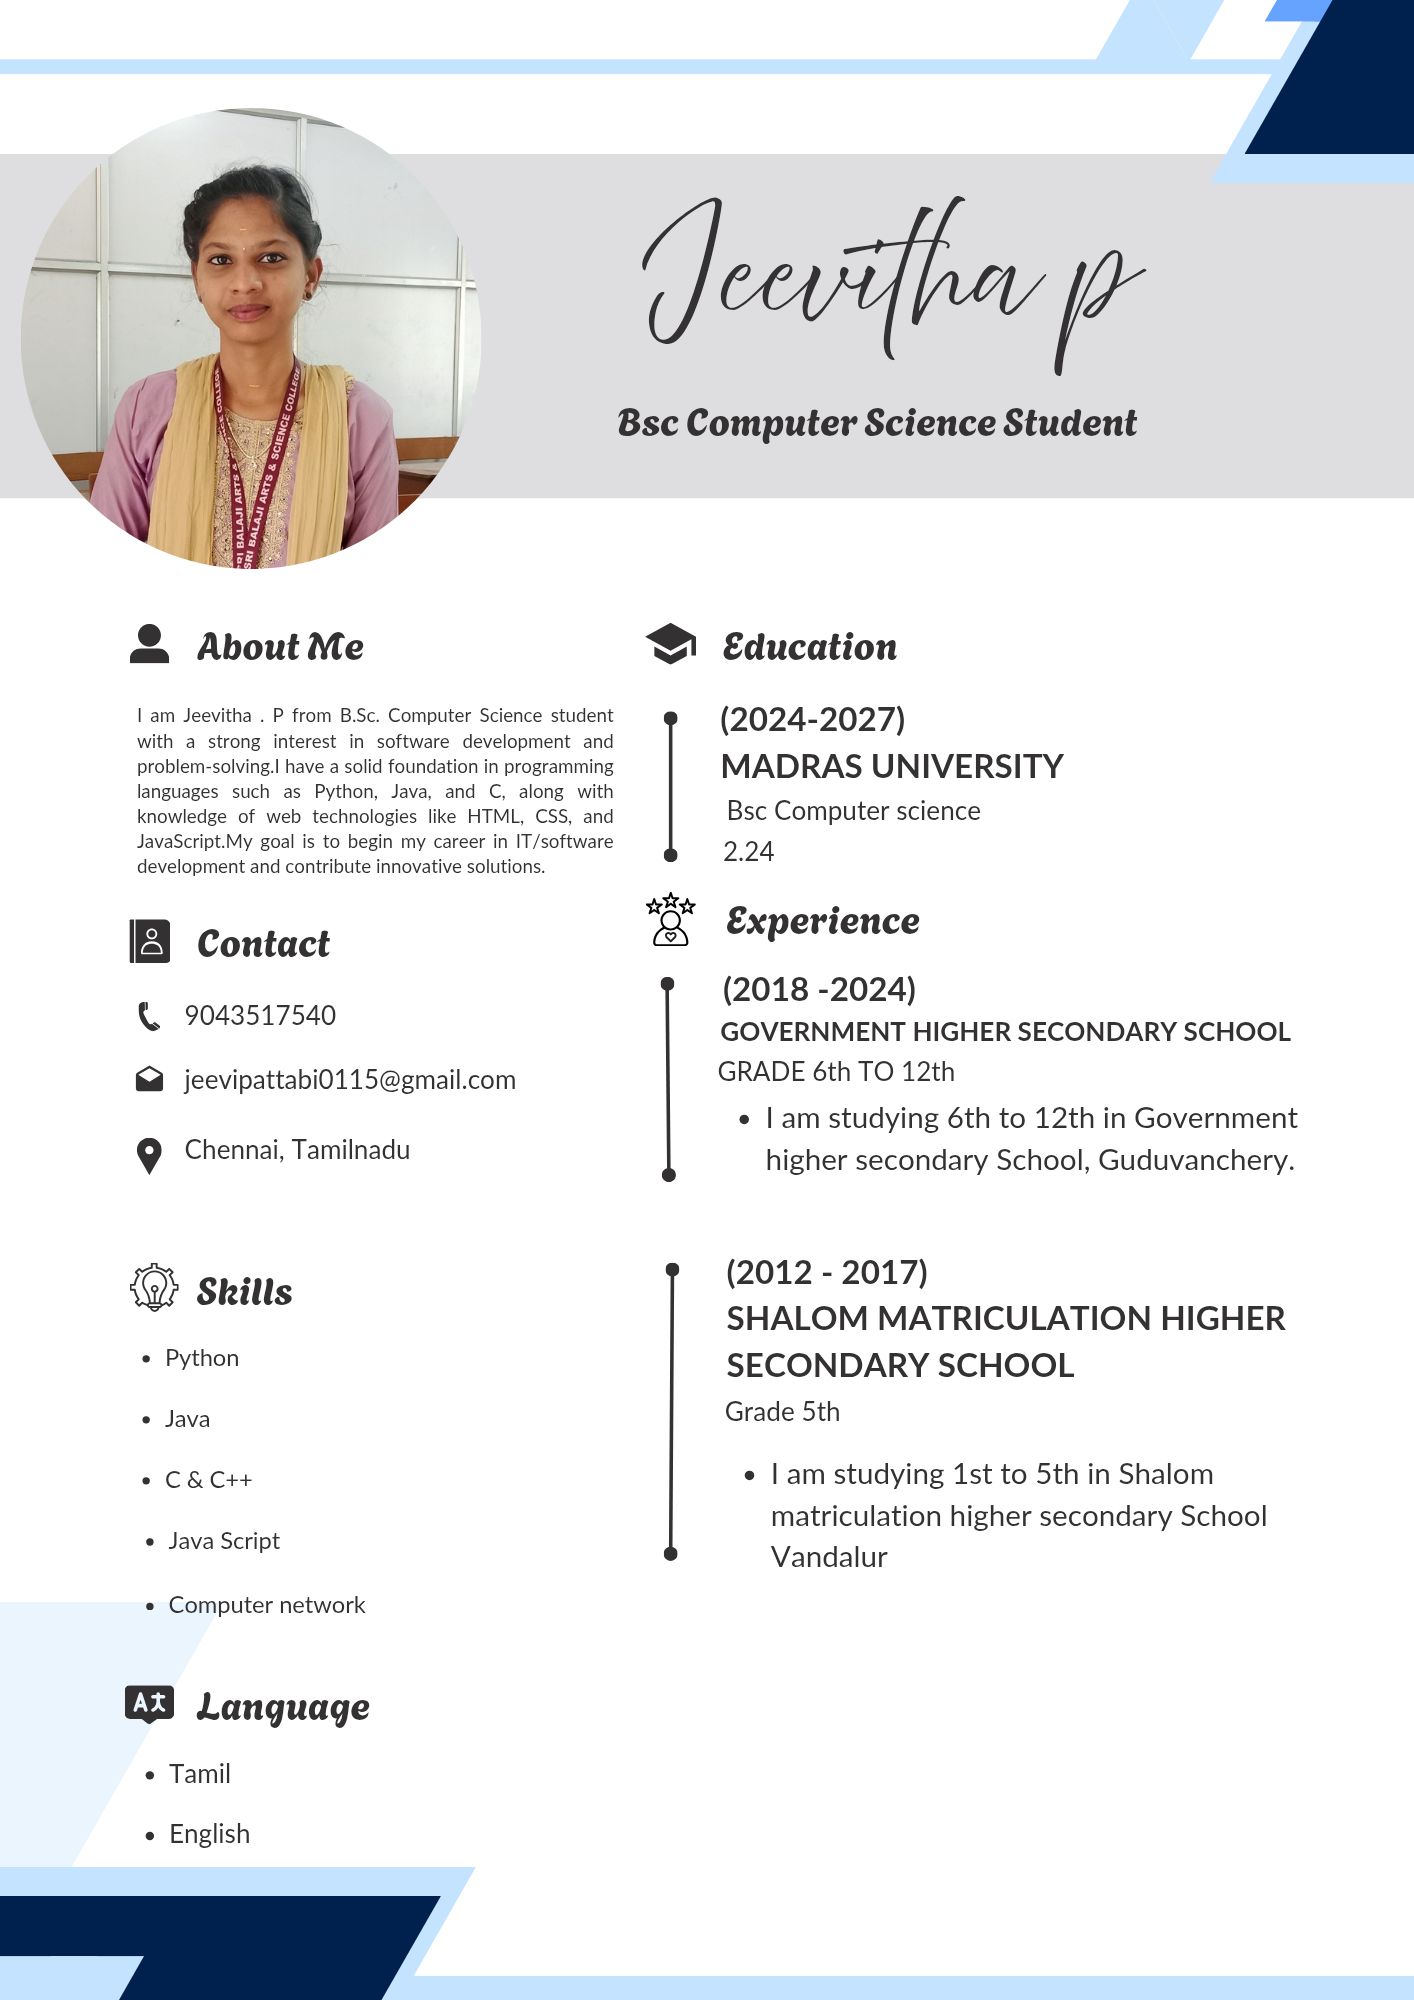 Jeevitha p
Bsc Computer Science Student
SRI BALAJI ARTS & SCIENCE COLLEGE
About Me
I am Jeevitha . P from B.Sc. Computer Science student
with a strong interest in software development and
problem-solving.I have a solid foundation in programming
languages such as Python, Java, and C, along with
knowledge of web technologies like HTML, CSS, and
JavaScript.My goal is to begin my career in IT/software
development and contribute innovative solutions.
Contact
9043517540
jeevipattabi0115@gmail.com
Chennai, Tamilnadu
Skills
• Python
• Java
• C & C++
• Java Script
• Computer network
Language
• Tamil
• English
Education
(2024-2027)
MADRAS UNIVERSITY
Bsc Computer science
2.24
Experience
(2018 -2024)
GOVERNMENT HIGHER SECONDARY SCHOOL
GRADE 6th TO 12th
• I am studying 6th to 12th in Government
higher secondary School, Guduvanchery.
(2012 - 2017)
SHALOM MATRICULATION HIGHER
SECONDARY SCHOOL
Grade 5th
• I am studying 1st to 5th in Shalom
matriculation higher secondary School
Vandalur